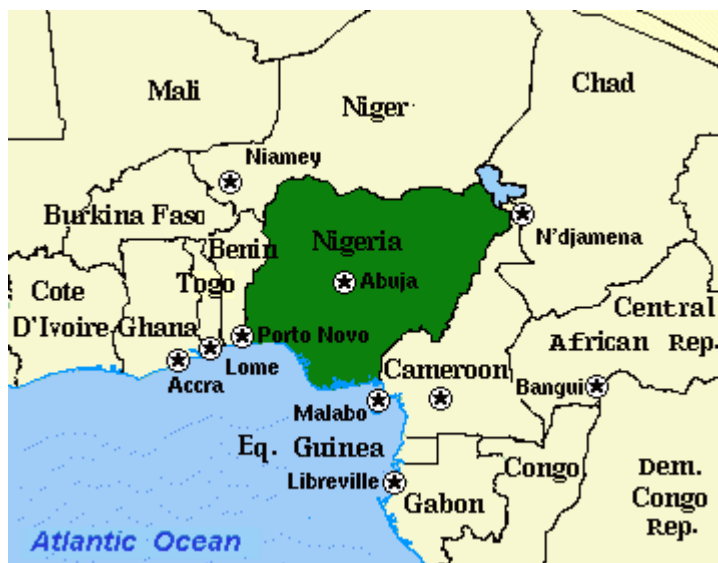 Chad
Mali
Niger
Niamey
Burkina Faso
Benin
Nigeria
N'djamena
Togo
Abuja
Cote
D'Ivoire
Ghana
Central
African Rep.
Porto Novo
Lome
Accra
Cameroon
Bangui
Malabo
Eq. Guinea
Libreville
Congo
Gabon
Dem.
Congo
Rep.
Atlantic Ocean